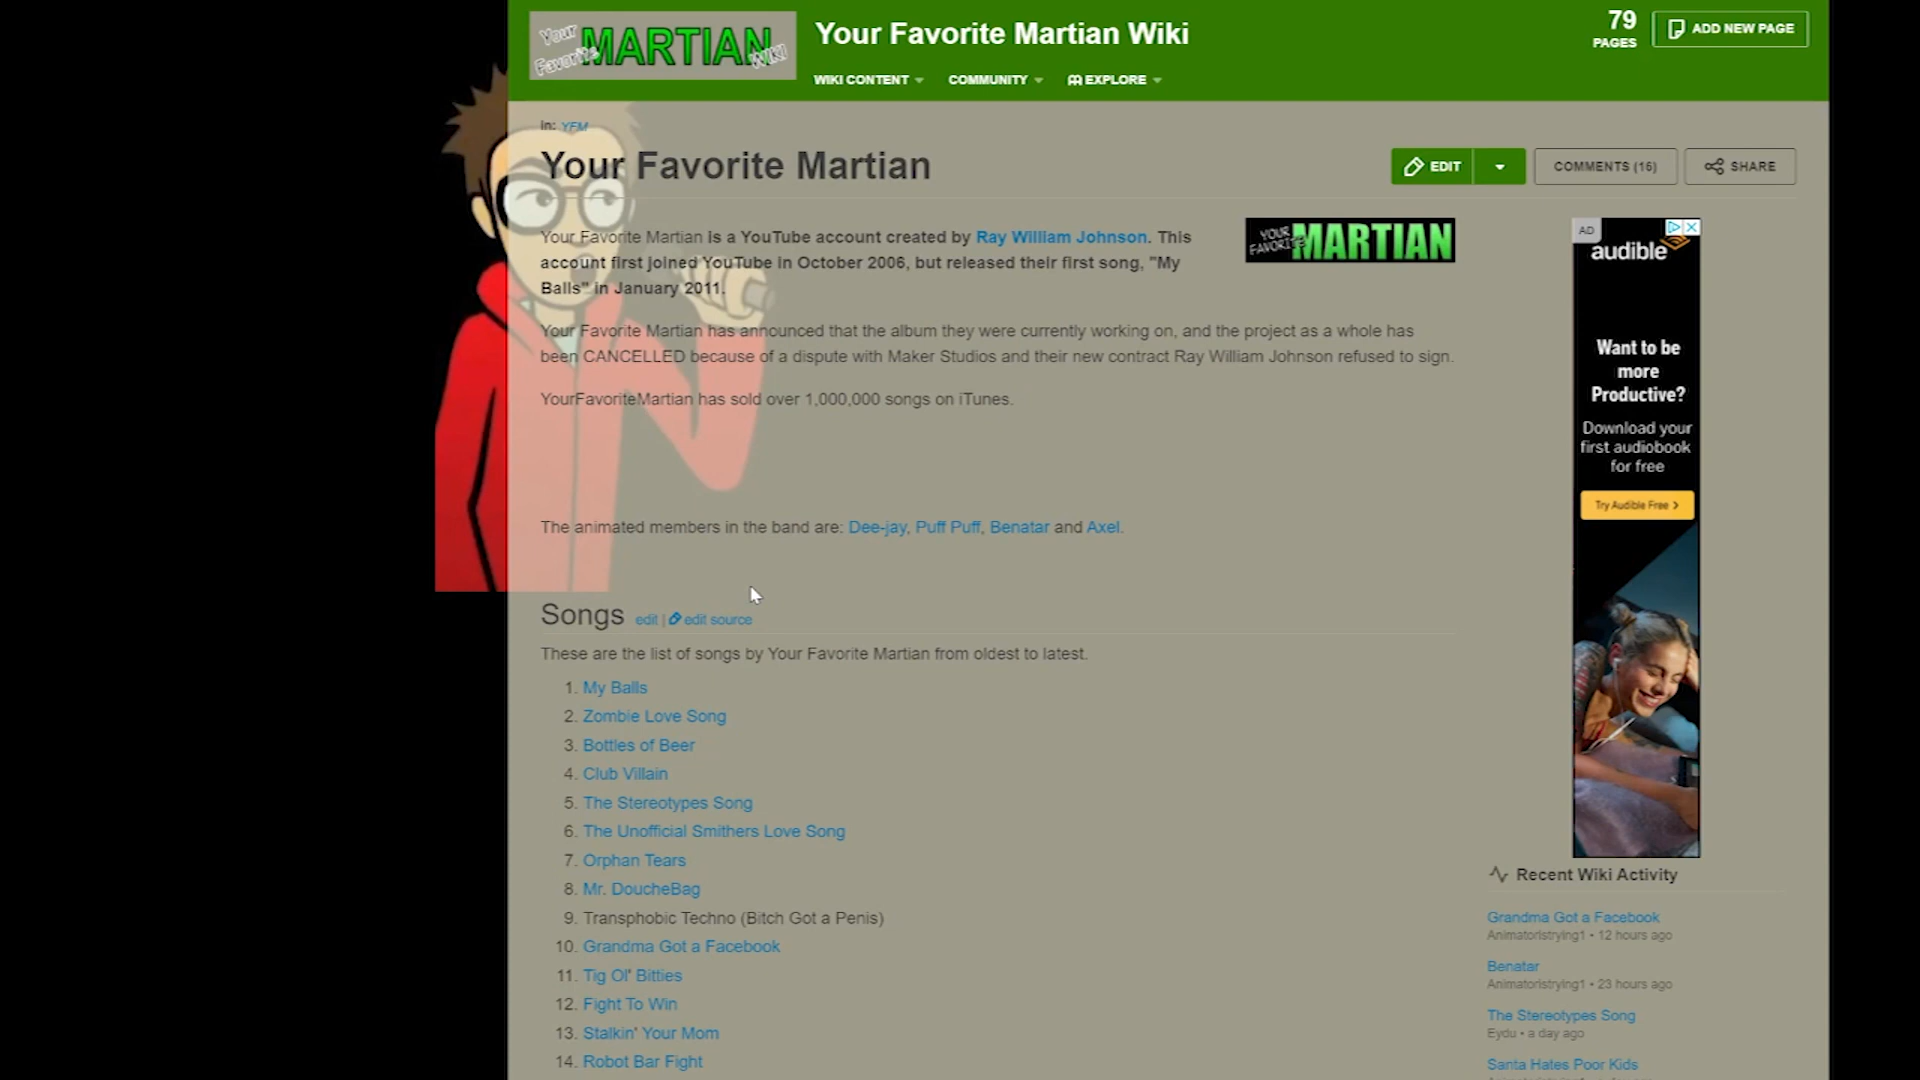 Your Favorite MARTIAN WIKI
Your Favorite Martian Wiki
79
PAGES
ADD NEW PAGE
WIKI CONTENT
COMMUNITY
EXPLORE
In: YFM
Your Favorite Martian
EDIT
COMMENTS (16)
SHARE
Your Favorite Martian is a YouTube account created by Ray William Johnson. This
account first joined YouTube in October 2006, but released their first song, "My
Balls" in January 2011.
YOUR FAVORITE MARTIAN
Your Favorite Martian has announced that the album they were currently working on, and the project as a whole has
been CANCELLED because of a dispute with Maker Studios and their new contract Ray William Johnson refused to sign.
YourFavoriteMartian has sold over 1,000,000 songs on iTunes.
The animated members in the band are: Dee-jay, Puff Puff, Benatar and Axel.
Songs edit | edit source
These are the list of songs by Your Favorite Martian from oldest to latest.
1. My Balls
2. Zombie Love Song
3. Bottles of Beer
4. Club Villain
5. The Stereotypes Song
6. The Unofficial Smithers Love Song
7. Orphan Tears
8. Mr. DoucheBag
9. Transphobic Techno (Bitch Got a Penis)
10. Grandma Got a Facebook
11. Tig Ol' Bitties
12. Fight To Win
13. Stalkin' Your Mom
14. Robot Bar Fight
AD
audible
Want to be
more
Productive?
Download your
first audiobook
for free
Try Audible Free >
Recent Wiki Activity
Grandma Got a Facebook
Animatoristrying1 • 12 hours ago
Benatar
Animatoristrying1 • 23 hours ago
The Stereotypes Song
Eydu • a day ago
Santa Hates Poor Kids